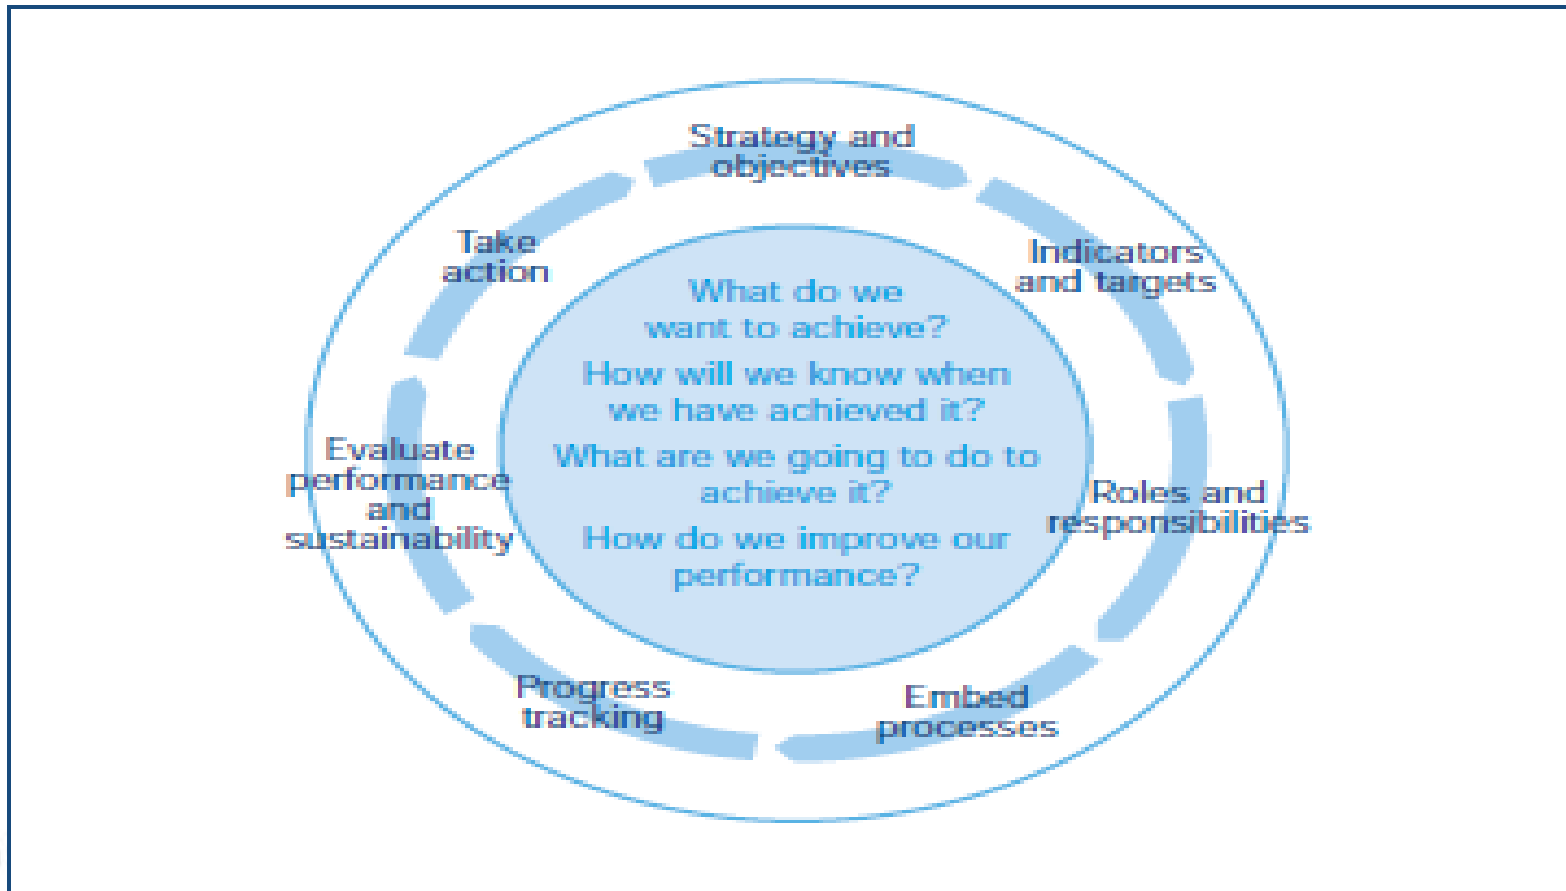 Strategy and
objectives
Indicators
and targets
Roles and
responsibilities
Embed
processes
Progress
tracking
Evaluate
performance
and
sustainability
Take
action
What do we
want to achieve?
How will we know when
we have achieved it?
What are we going to do to
achieve it?
How do we improve our
performance?